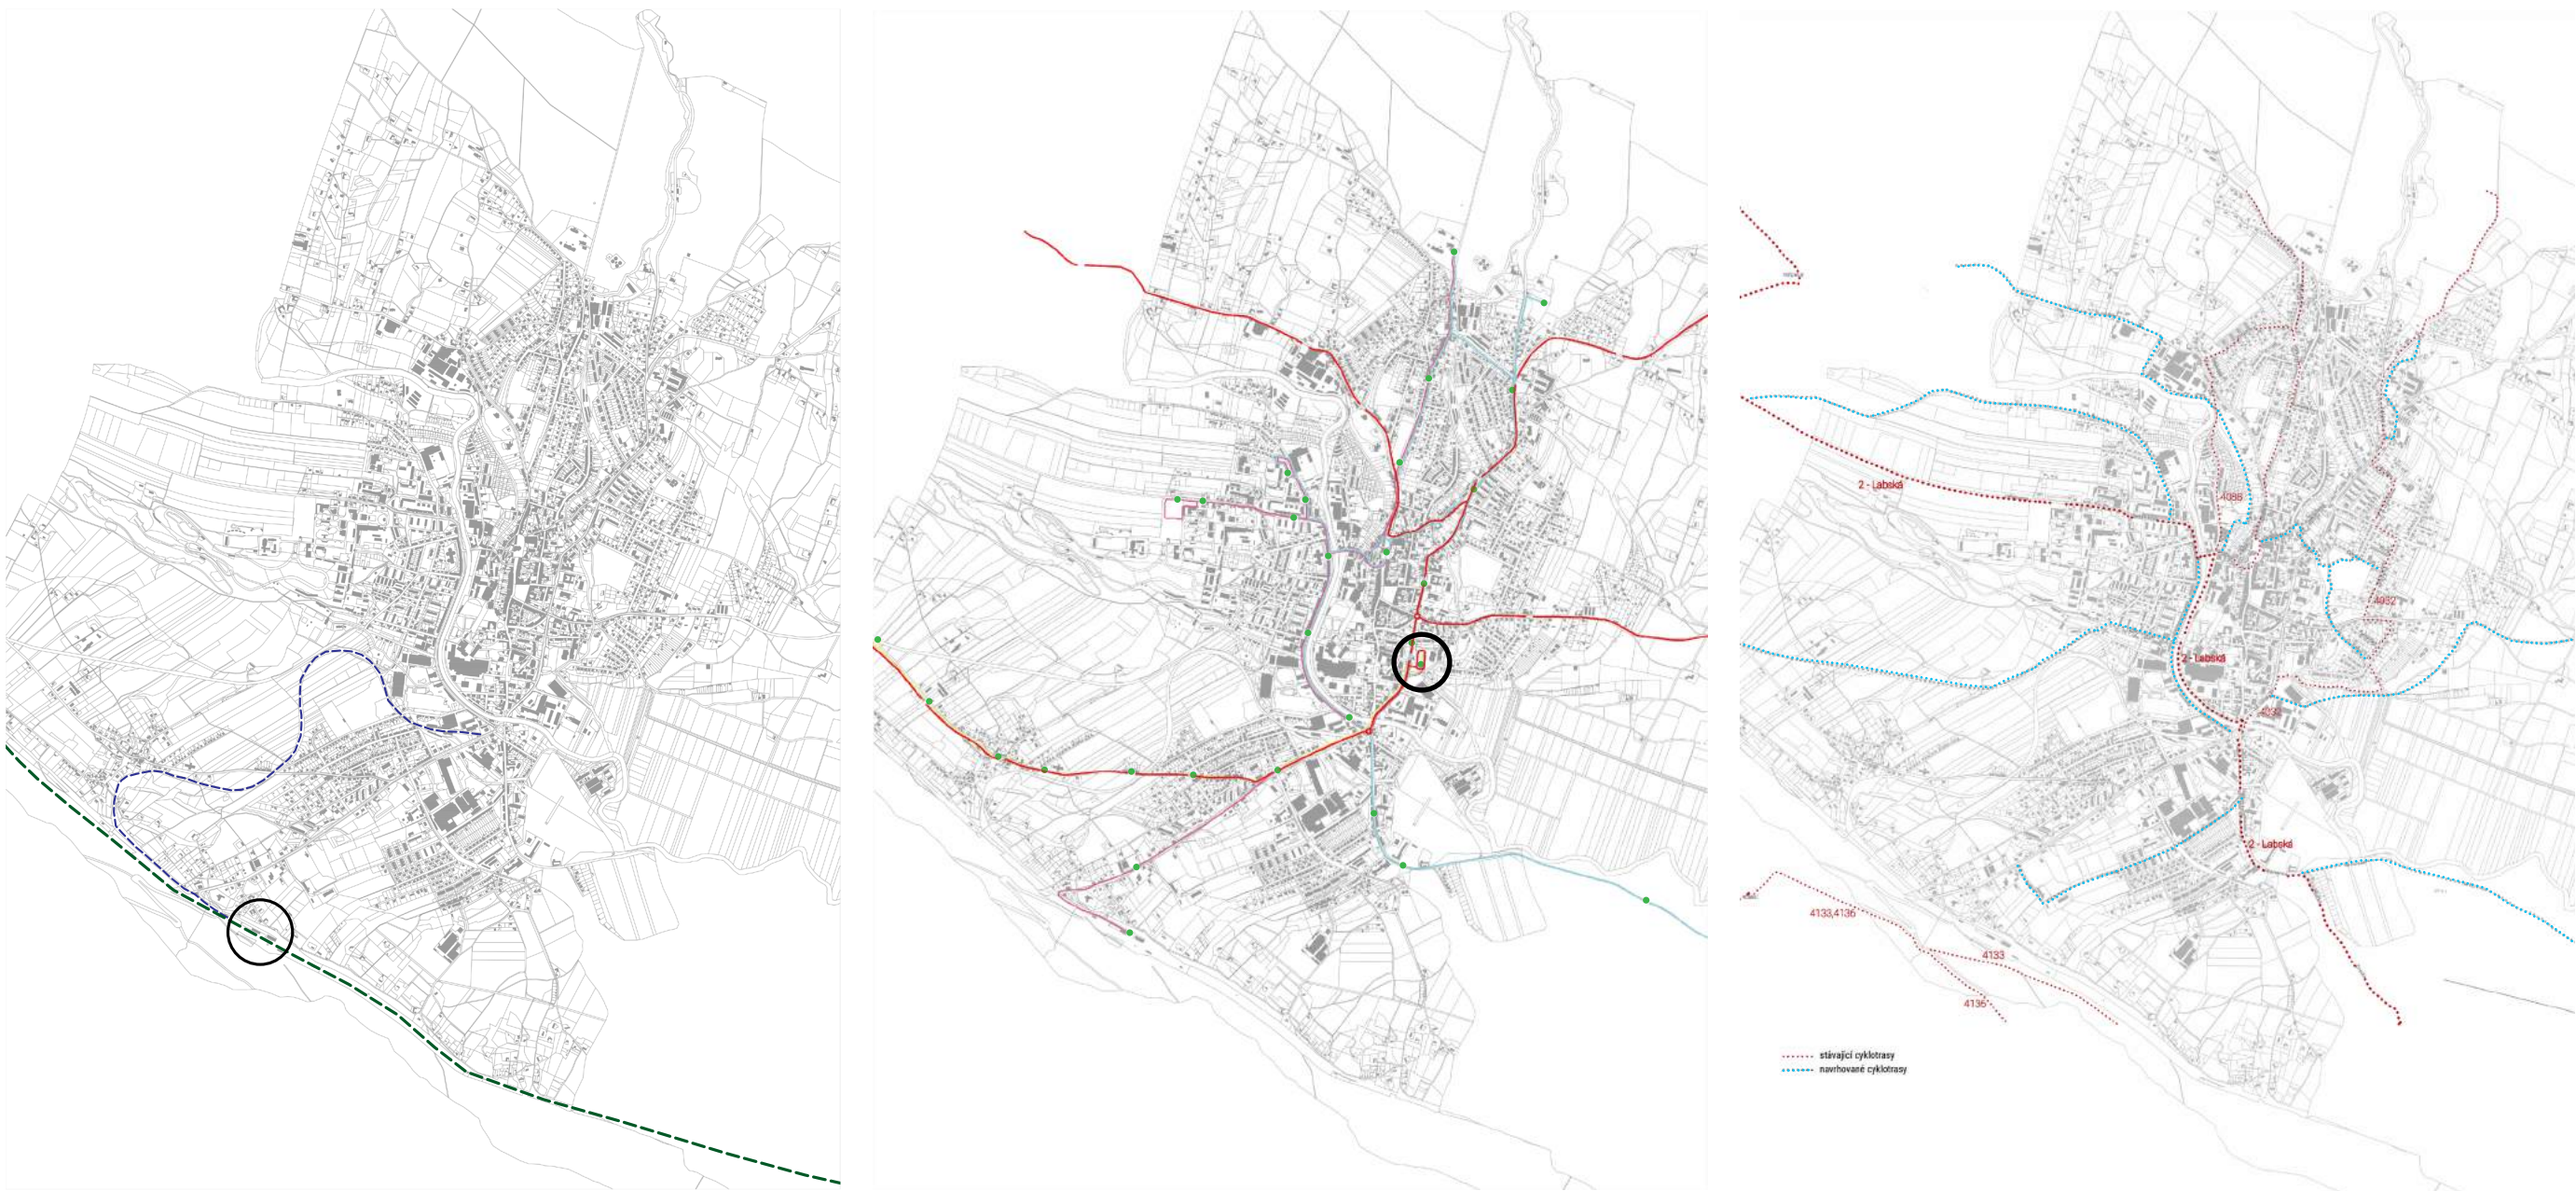 2 - Labská
4088
4032
2 - Labská
2 - Labská
4133,4136
4133
4136
stávající cyklotrasy
navrhované cyklotrasy